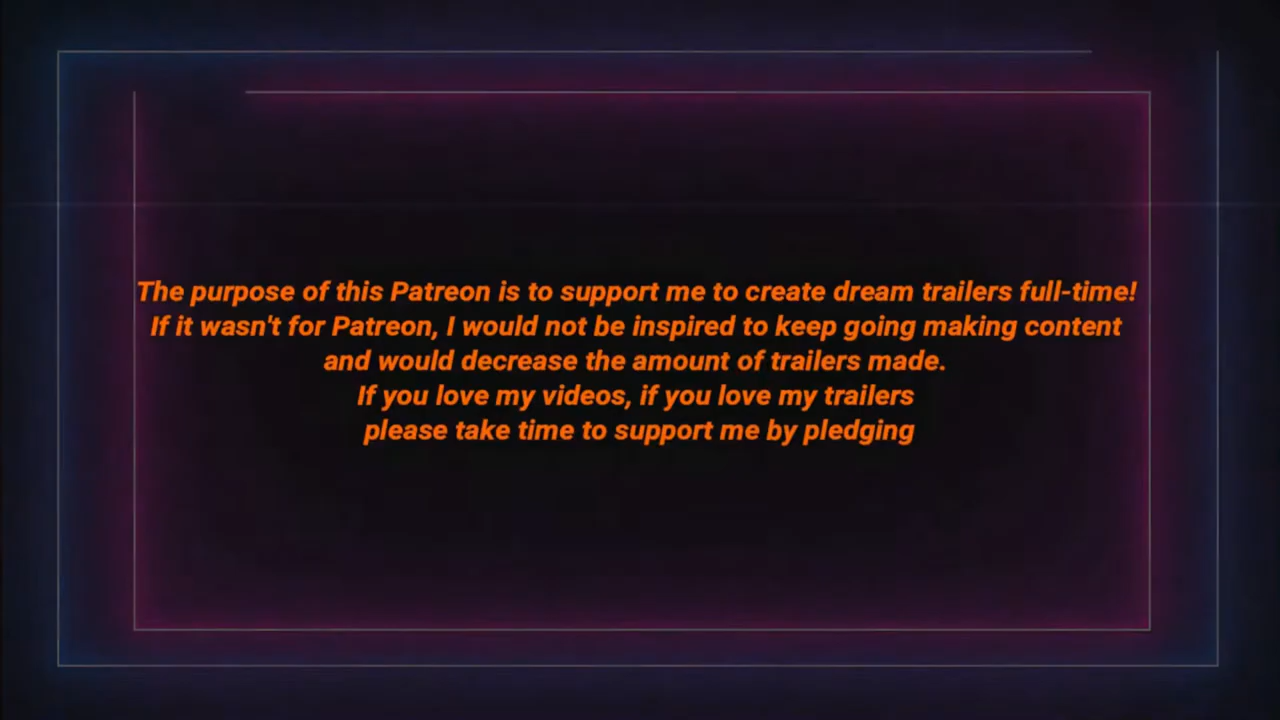 The purpose of this Patreon is to support me to create dream trailers full-time!
If it wasn't for Patreon, I would not be inspired to keep going making content
and would decrease the amount of trailers made.
If you love my videos, if you love my trailers
please take time to support me by pledging